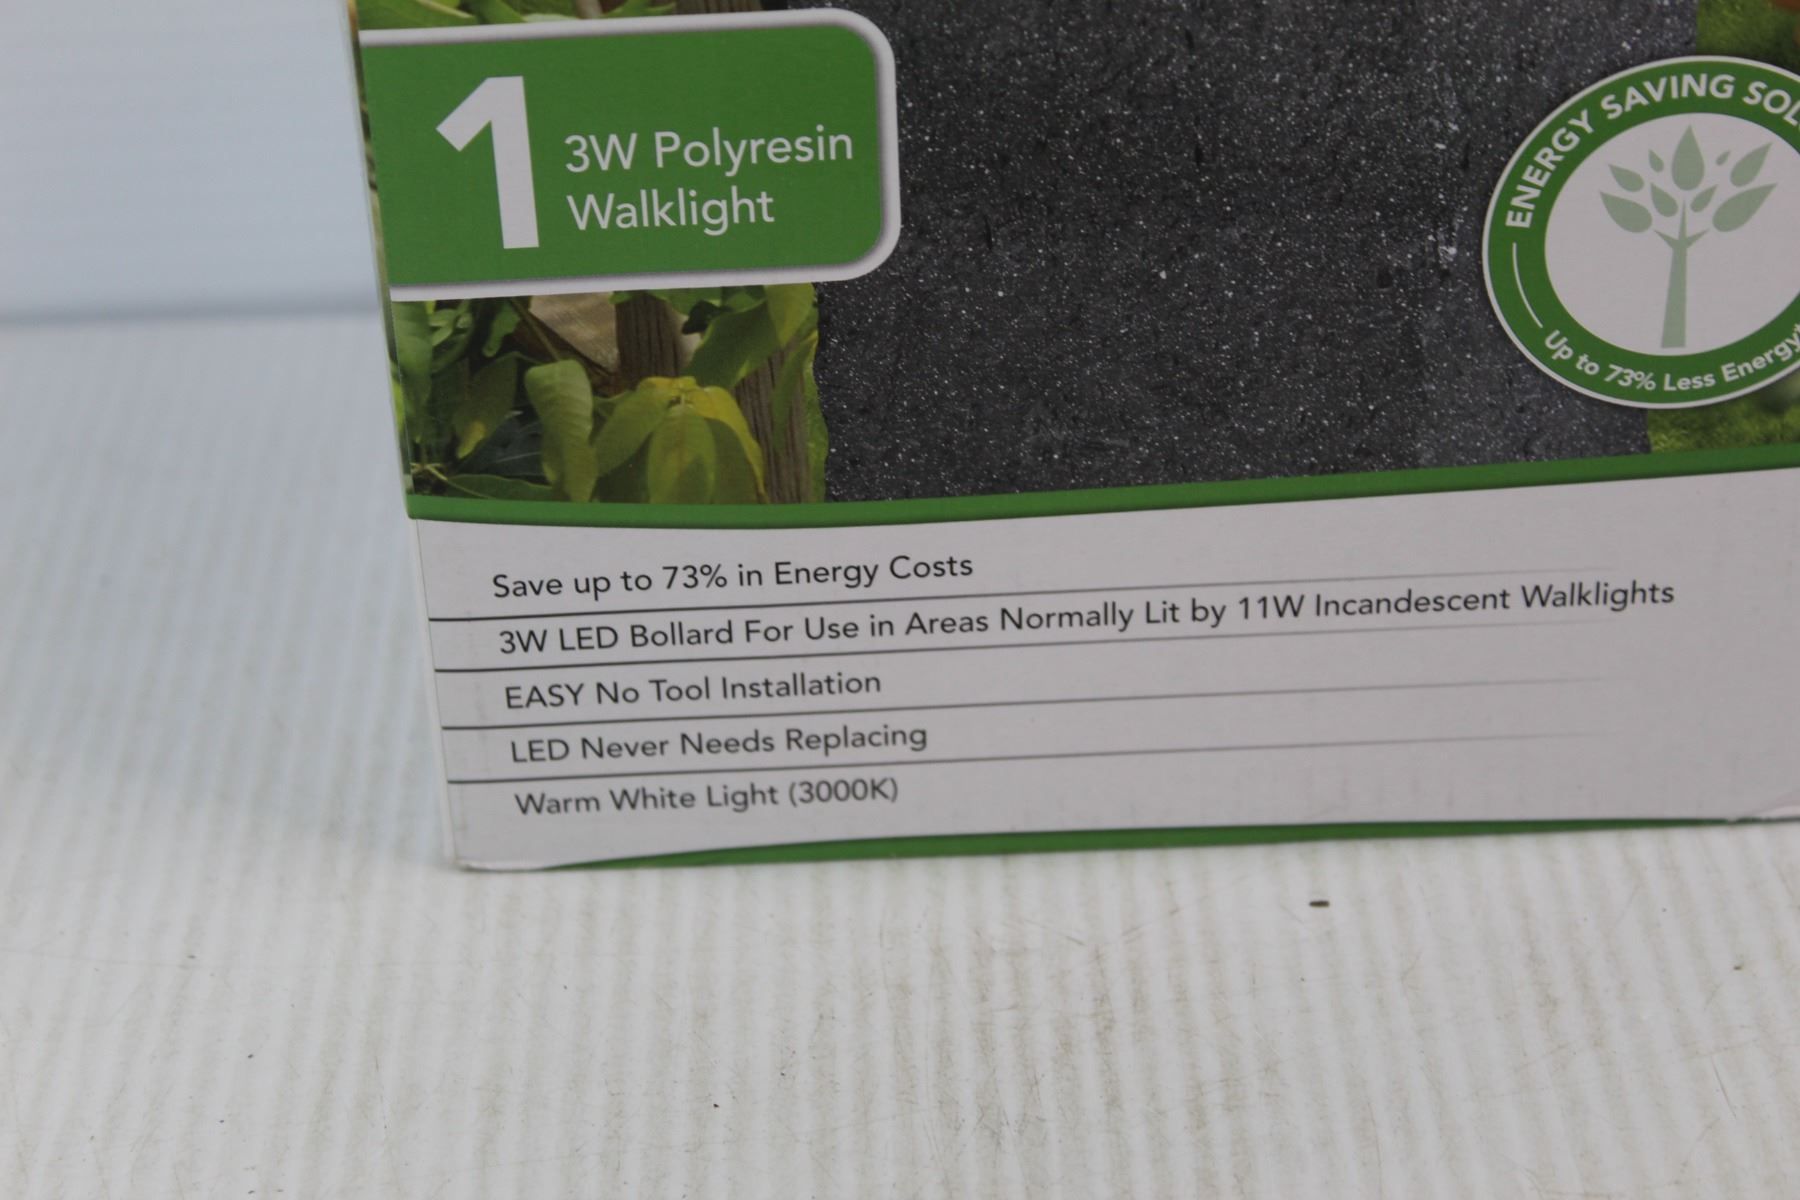 1
3W Polyresin
Walklight
ENERGY SAVING
Up to 73% Less Energy
Save up to 73% in Energy Costs
3W LED Bollard For Use in Areas Normally Lit by 11W Incandescent Walklights
EASY No Tool Installation
LED Never Needs Replacing
Warm White Light (3000K)